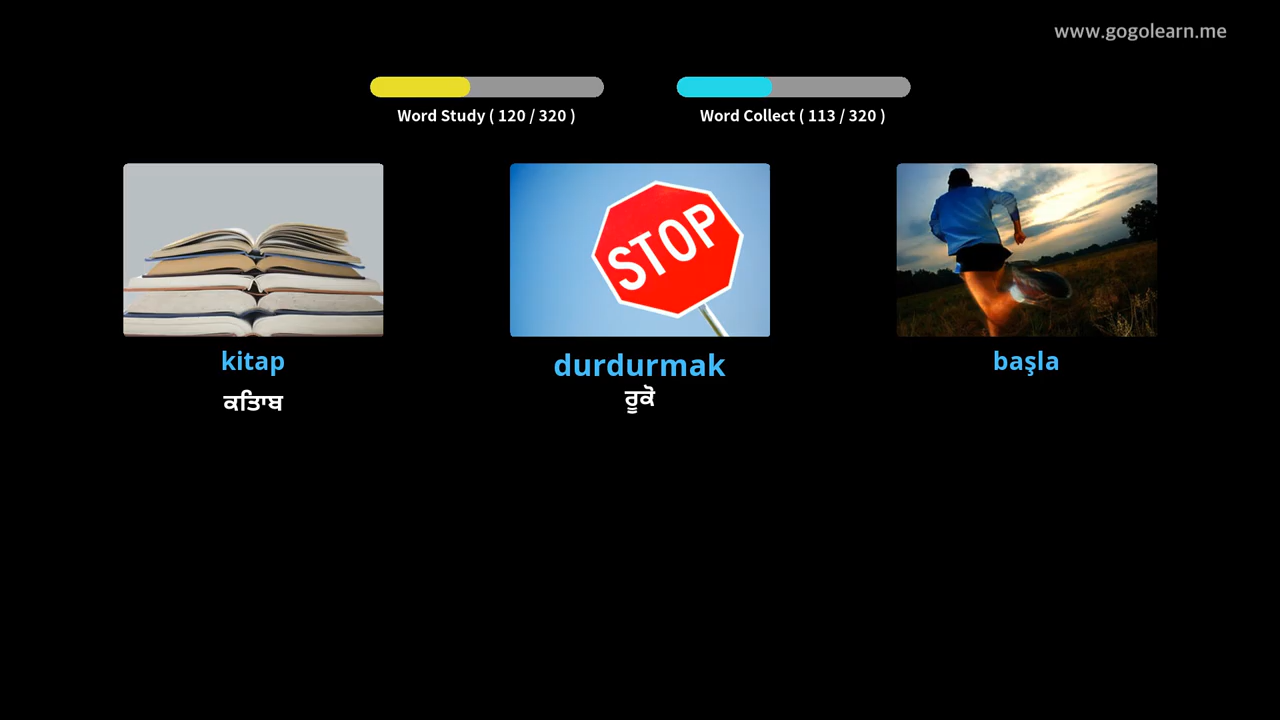 www.gogolearn.me
Word Study ( 120 / 320 )
Word Collect ( 113 / 320 )
STOP
kitap
durdurmak
başla
ਕਿਤਾਬ
ਰੂਕੋ